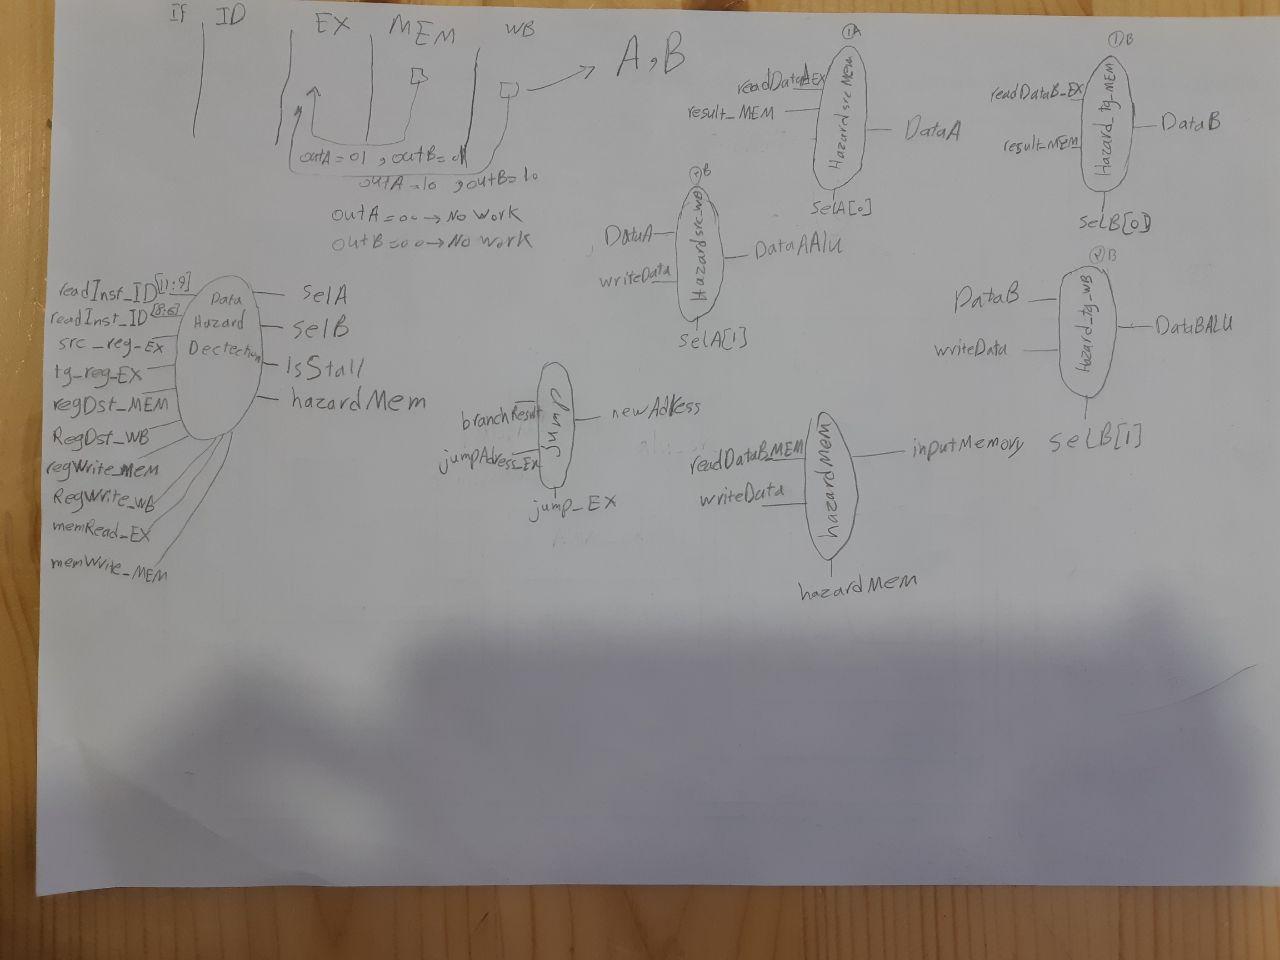 If ID EX MEM WB
A,B
outA=01 , outB=01
outA=10 , outB=10
outA=00→No work
outB=00→No work
①A
readDataA_EX
result_MEM
Hazard src Mem
DataA
selA[0]
①B
readDataB_EX
result_MEM
Hazard_tg_MEM
DataB
selB[0]
DataA
writeData
Hazard src_WB
DataAAlu
selA[1]
②B
DataB
writeData
Hazard_tg_WB
DataBALU
selB[1]
readInst_ID[11:9]
readInst_ID[8:6]
src_reg-EX
tg_reg_EX
regDst_MEM
RegDst_WB
regWrite_MEM
RegWrite_WB
memRead_EX
memWrite_MEM
Data
Hazard
Dectection
selA
selB
IsStall
hazardMem
branchResult
jumpAdress_Ex
jump
newAdress
jump_EX
readDataB_MEM
writeData
hazardMem
inputMemory
hazardMEM